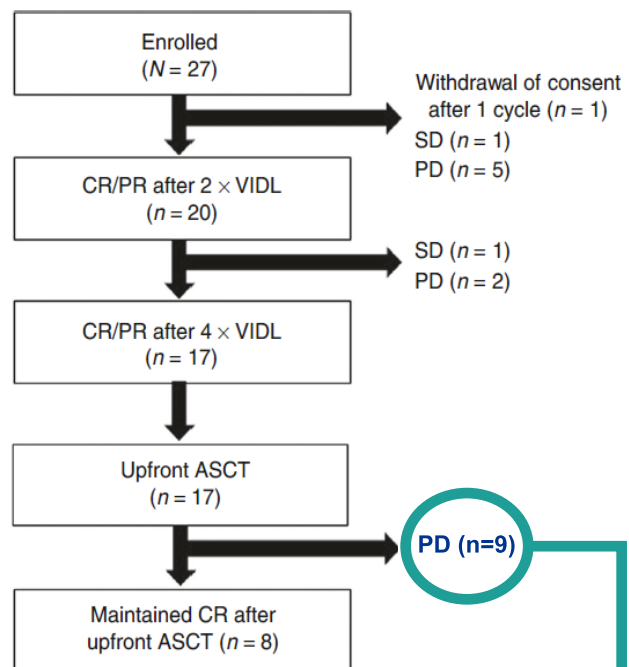 Enrolled
(N = 27)
Withdrawal of consent
after 1 cycle (n = 1)
SD (n = 1)
PD (n = 5)
CR/PR after 2 × VIDL
(n = 20)
SD (n = 1)
PD (n = 2)
CR/PR after 4 × VIDL
(n = 17)
Upfront ASCT
(n = 17)
PD (n=9)
Maintained CR after
upfront ASCT (n = 8)